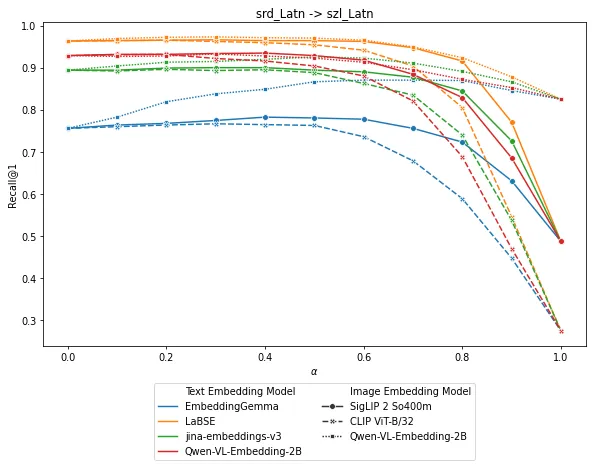 srd_Latn -> szl_Latn
1.0
0.9
0.8
0.7
0.6
0.5
0.4
0.3
Recall@1
0.0 0.2 0.4 0.6 0.8 1.0
α
Text Embedding Model Image Embedding Model
EmbeddingGemma SigLIP 2 So400m
LaBSE CLIP ViT-B/32
jina-embeddings-v3 Qwen-VL-Embedding-2B
Qwen-VL-Embedding-2B